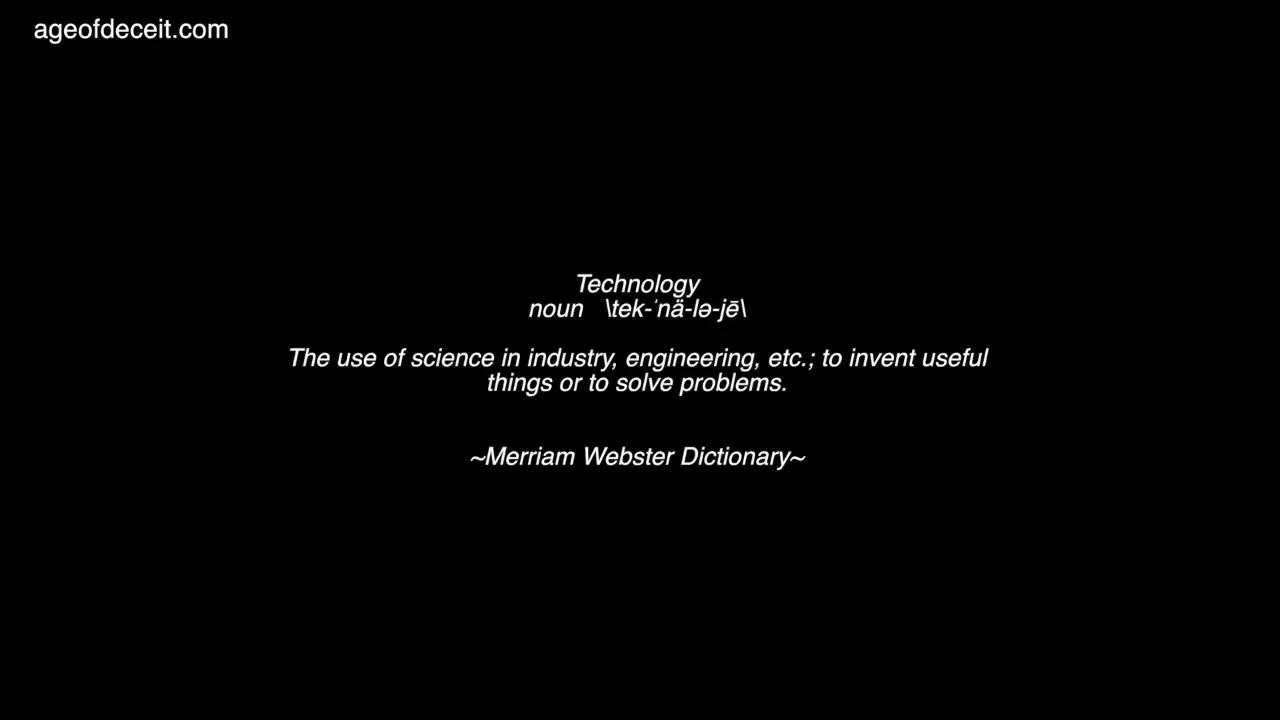 ageofdeceit.com
Technology
noun \tek-ˈnä-lə-jē\
The use of science in industry, engineering, etc.; to invent useful
things or to solve problems.
~Merriam Webster Dictionary~